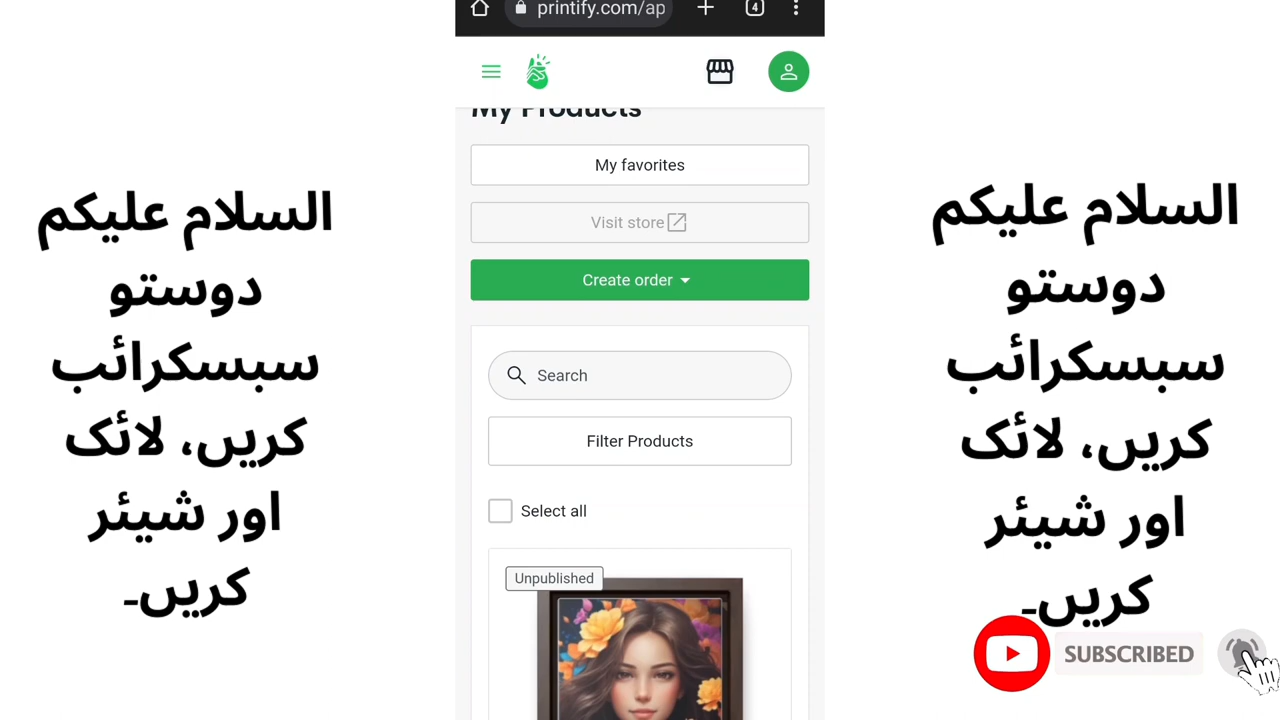 السلام علیکم
دوستو
سبسکرائب
کریں، لائک
اور شیئر
کریں۔
printify.com/ap
4
My Products
My favorites
Visit store
Create order
Search
Filter Products
Select all
Unpublished
السلام علیکم
دوستو
سبسکرائب
کریں، لائک
اور شیئر
کریں۔
SUBSCRIBED